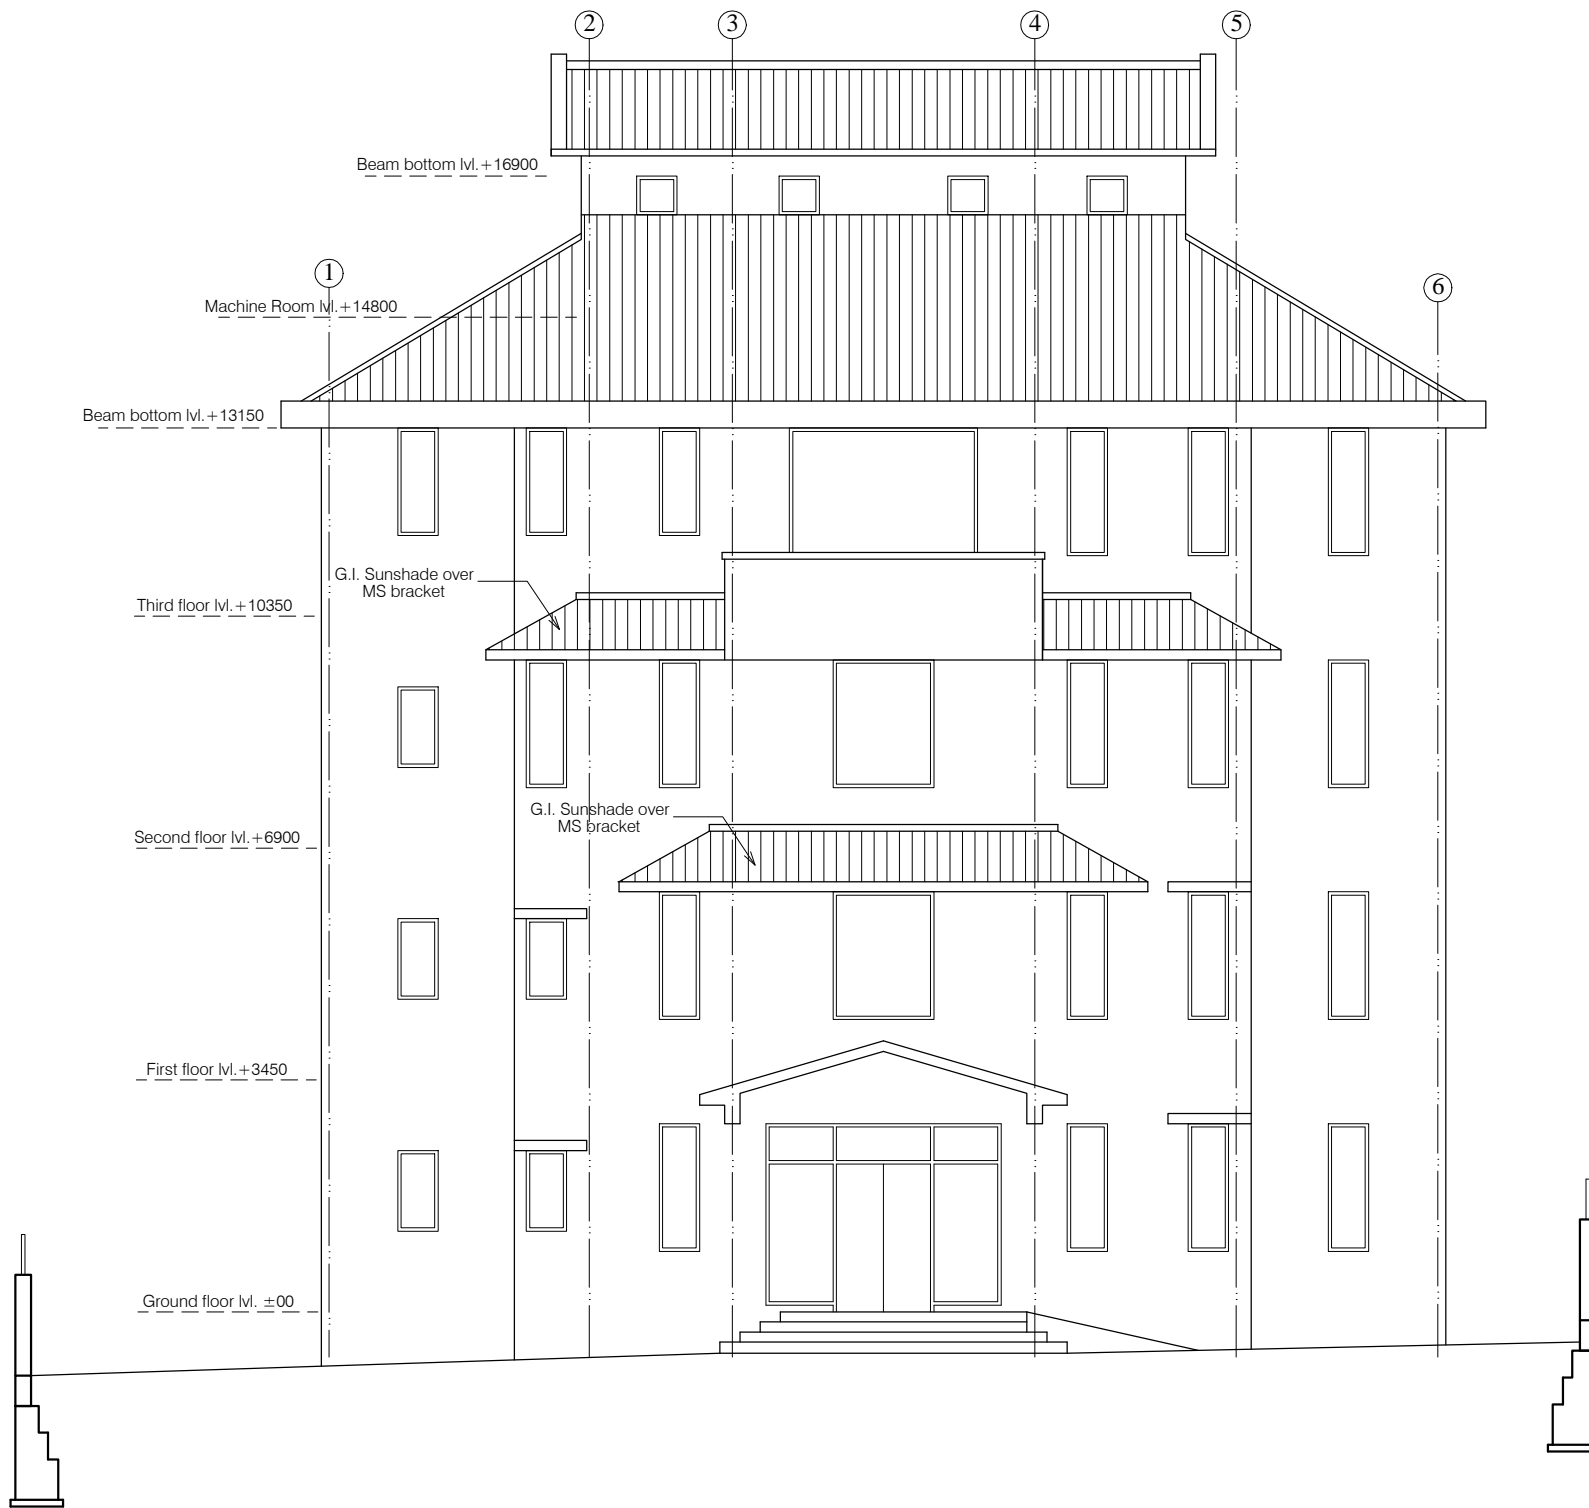 2
3
4
5
Beam bottom lvl.+16900
1
6
Machine Room lvl.+14800
Beam bottom lvl.+13150
G.I. Sunshade over
MS bracket
Third floor lvl.+10350
G.I. Sunshade over
MS bracket
Second floor lvl.+6900
First floor lvl.+3450
Ground floor lvl. ±00